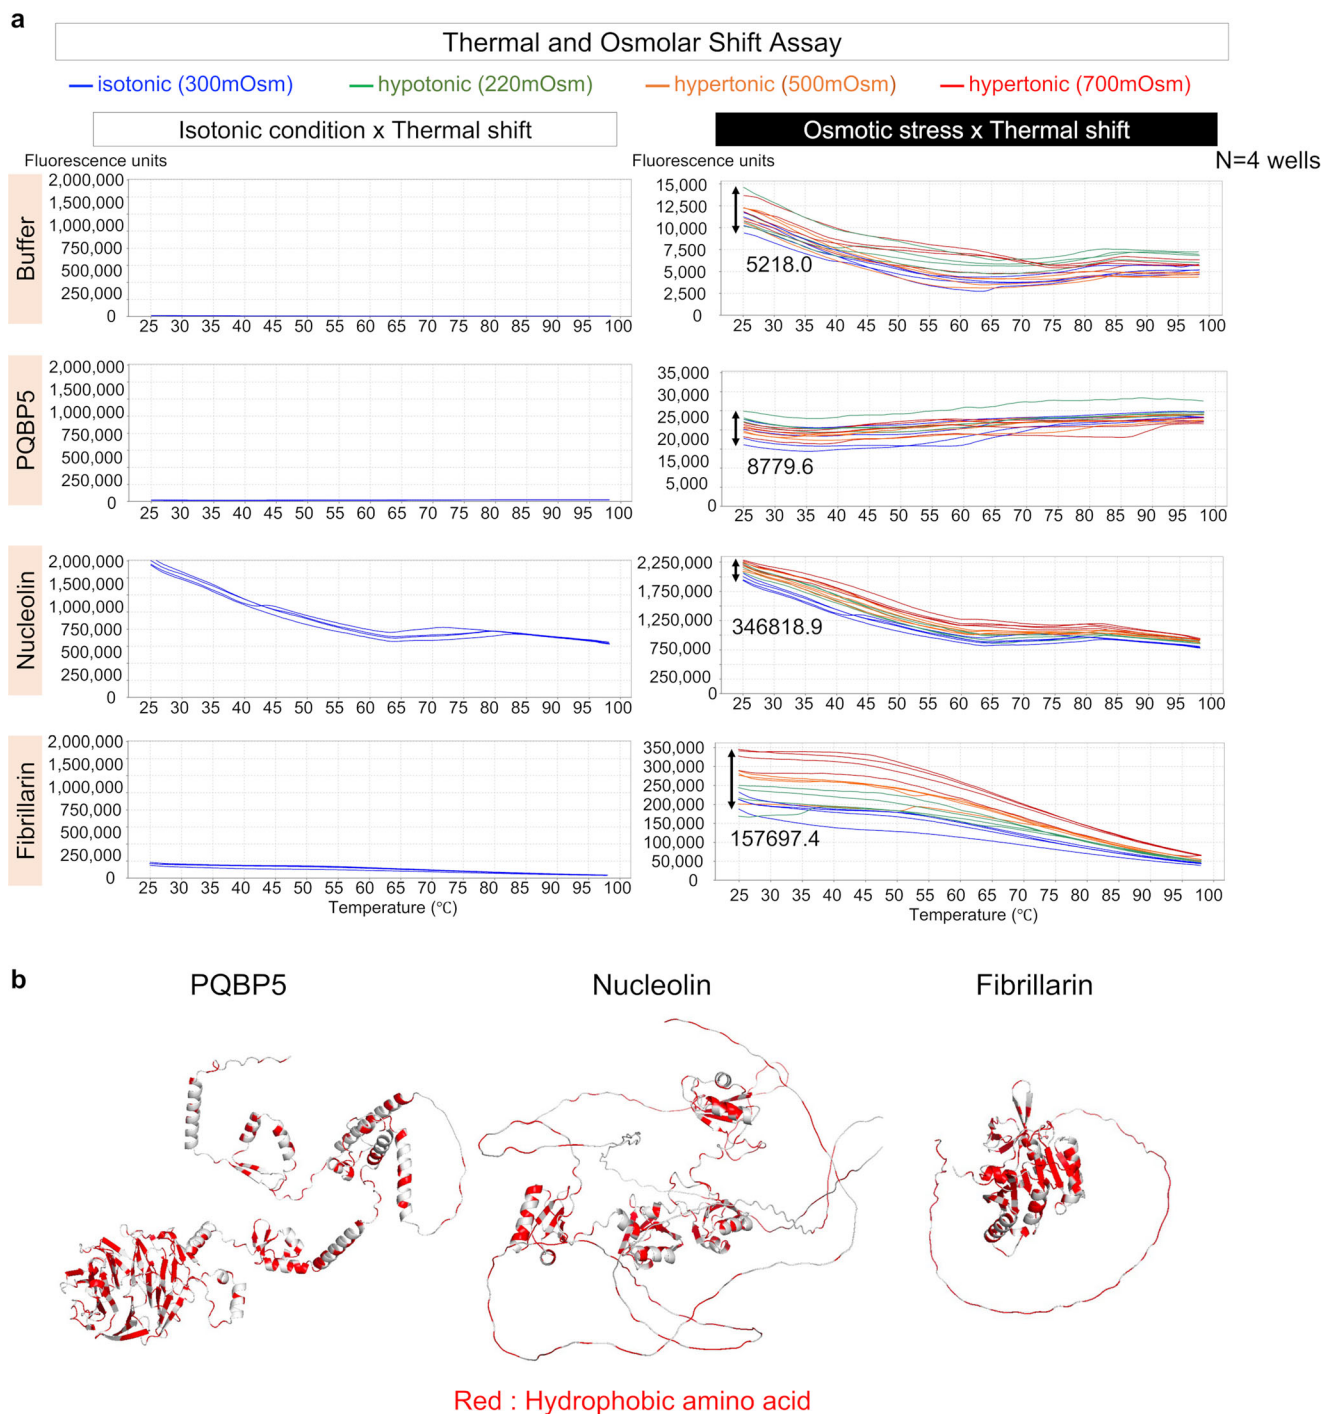 a
Thermal and Osmolar Shift Assay
isotonic (300mOsm) hypotonic (220mOsm) hypertonic (500mOsm) hypertonic (700mOsm)
Isotonic condition x Thermal shift Osmotic stress x Thermal shift
Fluorescence units Fluorescence units N=4 wells
Buffer
2,000,000
1,500,000
1,000,000
750,000
500,000
250,000
0
25 30 35 40 45 50 55 60 65 70 75 80 85 90 95 100
15,000
12,500
10,000
7,500
5,000
2,500
0
5218.0
25 30 35 40 45 50 55 60 65 70 75 80 85 90 95 100
PQBP5
2,000,000
1,500,000
1,000,000
750,000
500,000
250,000
0
25 30 35 40 45 50 55 60 65 70 75 80 85 90 95 100
35,000
30,000
25,000
20,000
15,000
5,000
0
8779.6
25 30 35 40 45 50 55 60 65 70 75 80 85 90 95 100
Nucleolin
2,000,000
1,500,000
1,000,000
750,000
500,000
250,000
0
25 30 35 40 45 50 55 60 65 70 75 80 85 90 95 100
2,250,000
1,750,000
1,250,000
750,000
250,000
0
346818.9
25 30 35 40 45 50 55 60 65 70 75 80 85 90 95 100
Fibrillarin
2,000,000
1,500,000
1,000,000
750,000
500,000
250,000
0
25 30 35 40 45 50 55 60 65 70 75 80 85 90 95 100
Temperature (℃)
350,000
300,000
250,000
200,000
150,000
100,000
50,000
0
157697.4
25 30 35 40 45 50 55 60 65 70 75 80 85 90 95 100
Temperature (℃)
b
PQBP5 Nucleolin Fibrillarin
Red : Hydrophobic amino acid